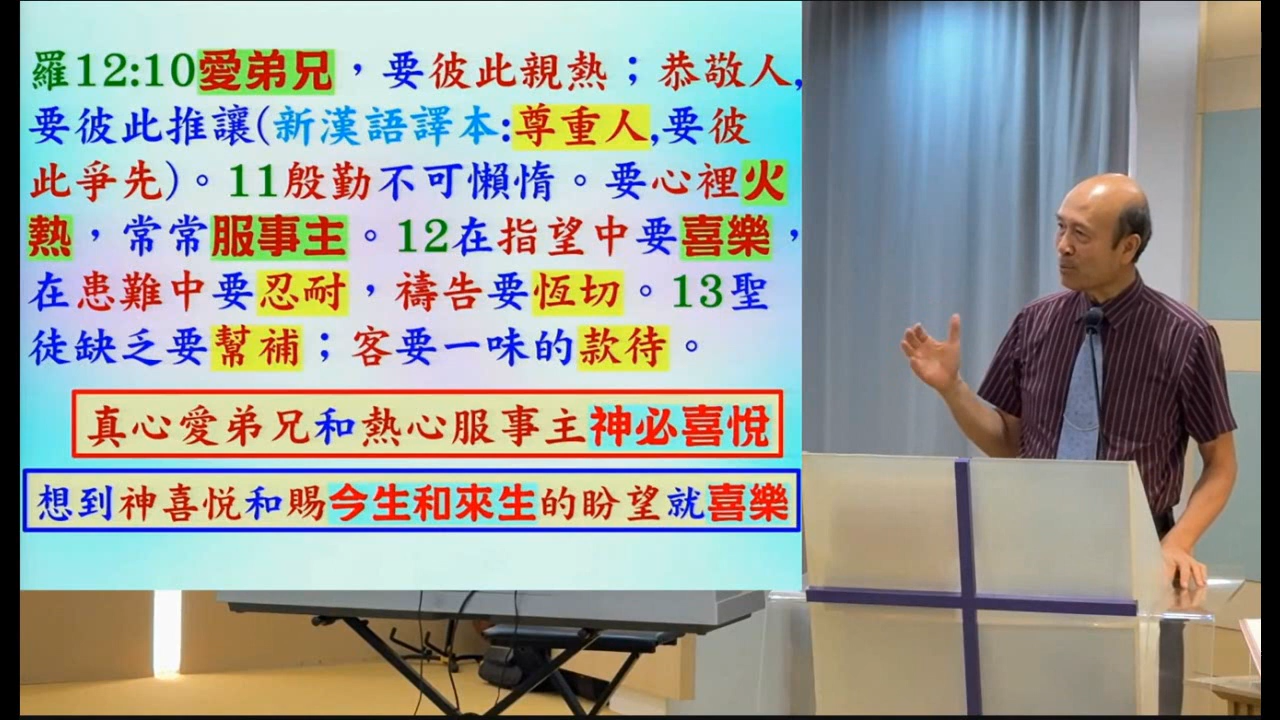 羅12:10愛弟兄，要彼此親熱；恭敬人,
要彼此推讓(新漢語譯本:尊重人,要彼
此爭先)。11殷勤不可懶惰。要心裡火
熱，常常服事主。12在指望中要喜樂，
在患難中要忍耐，禱告要恆切。13聖
徒缺乏要幫補；客要一味的款待。
真心愛弟兄和熱心服事主神必喜悅
想到神喜悅和賜今生和來生的盼望就喜樂